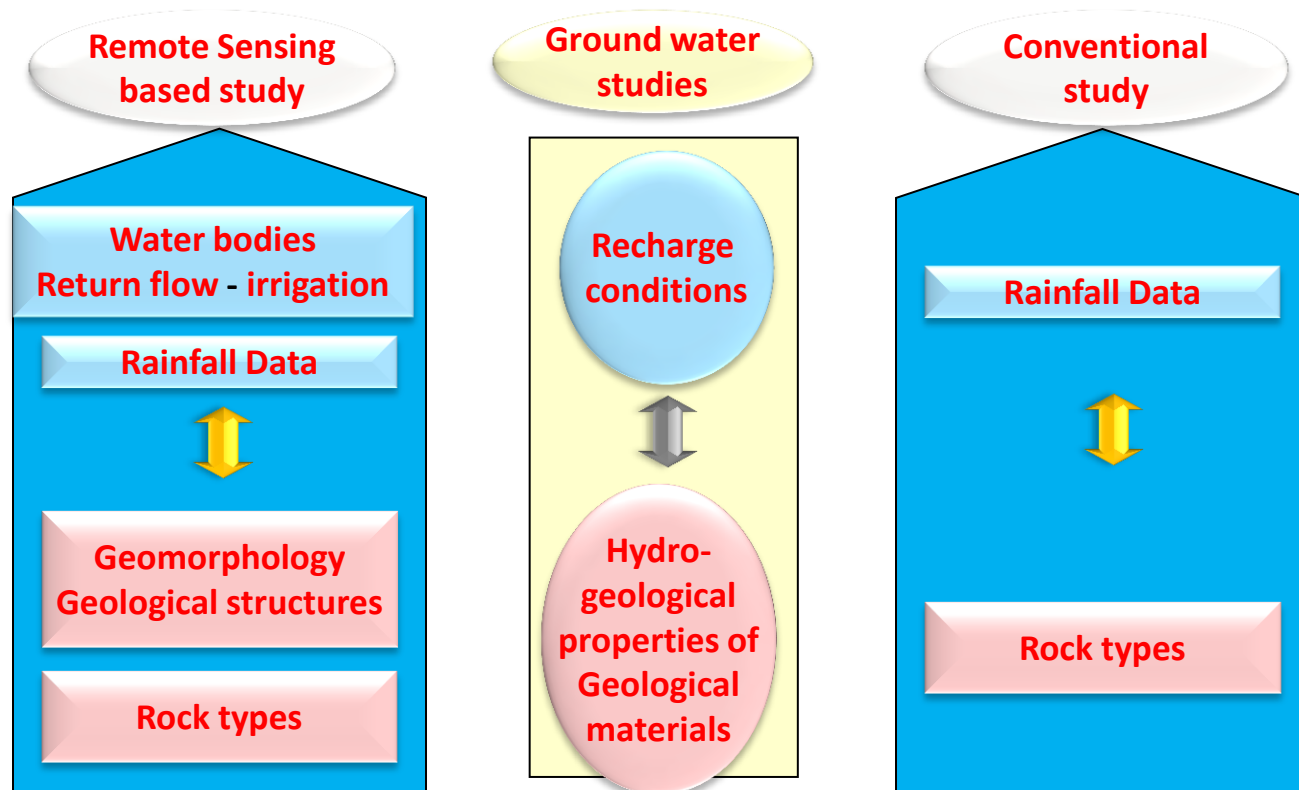 Remote Sensing
based study
Water bodies
Return flow - irrigation
Rainfall Data
Geomorphology
Geological structures
Rock types
Ground water
studies
Recharge
conditions
Hydro-
geological
properties of
Geological
materials
Conventional
study
Rainfall Data
Rock types